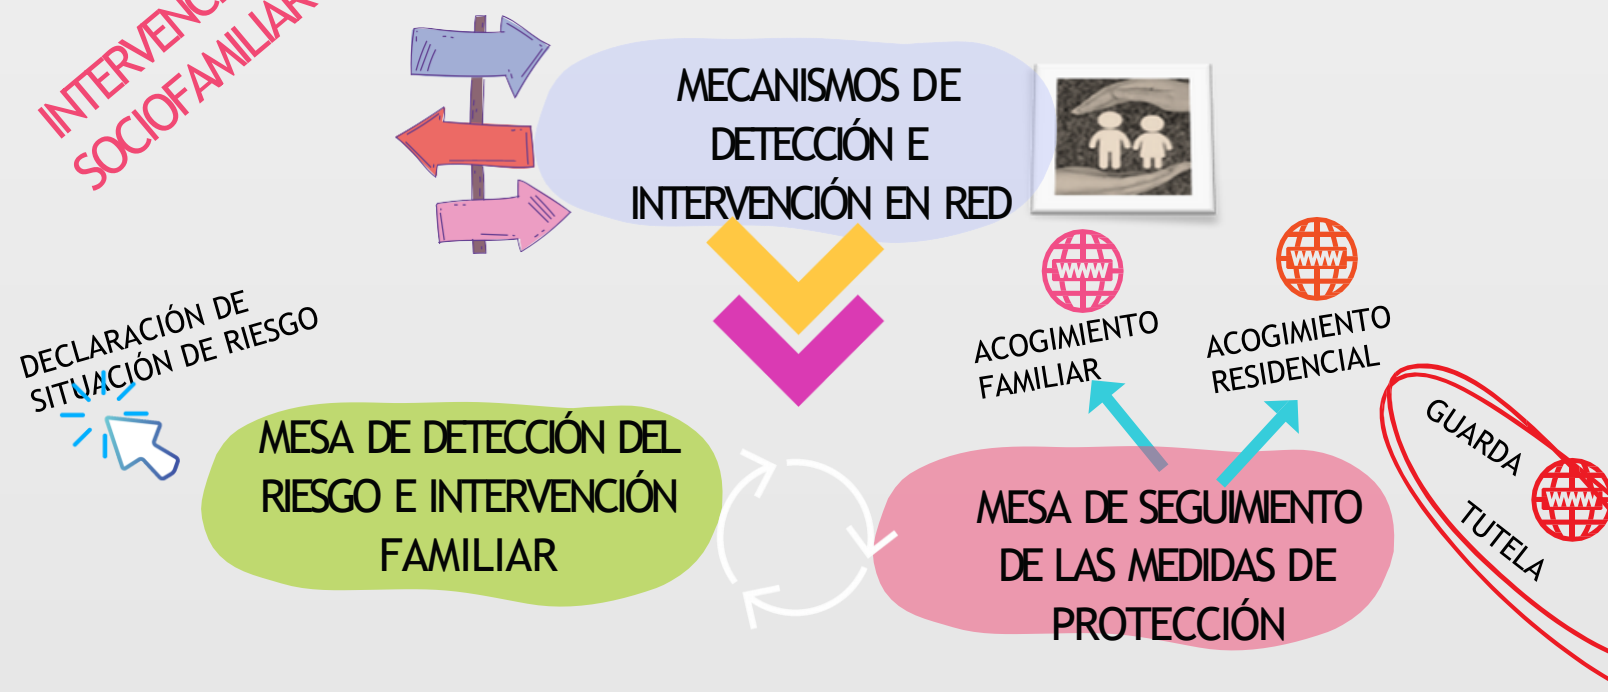 SOCIOFAMILIAR
MECANISMOS DE
DETECCIÓN E
INTERVENCIÓN EN RED
WWW
WWW
DECLARACIÓN DE
SITUACIÓN DE RIESGO
ACOGIMIENTO
FAMILIAR
ACOGIMIENTO
RESIDENCIAL
MESA DE DETECCIÓN DEL
RIESGO E INTERVENCIÓN
FAMILIAR
MESA DE SEGUIMIENTO
DE LAS MEDIDAS DE
PROTECCIÓN
GUARDA
WWW
TUTELA